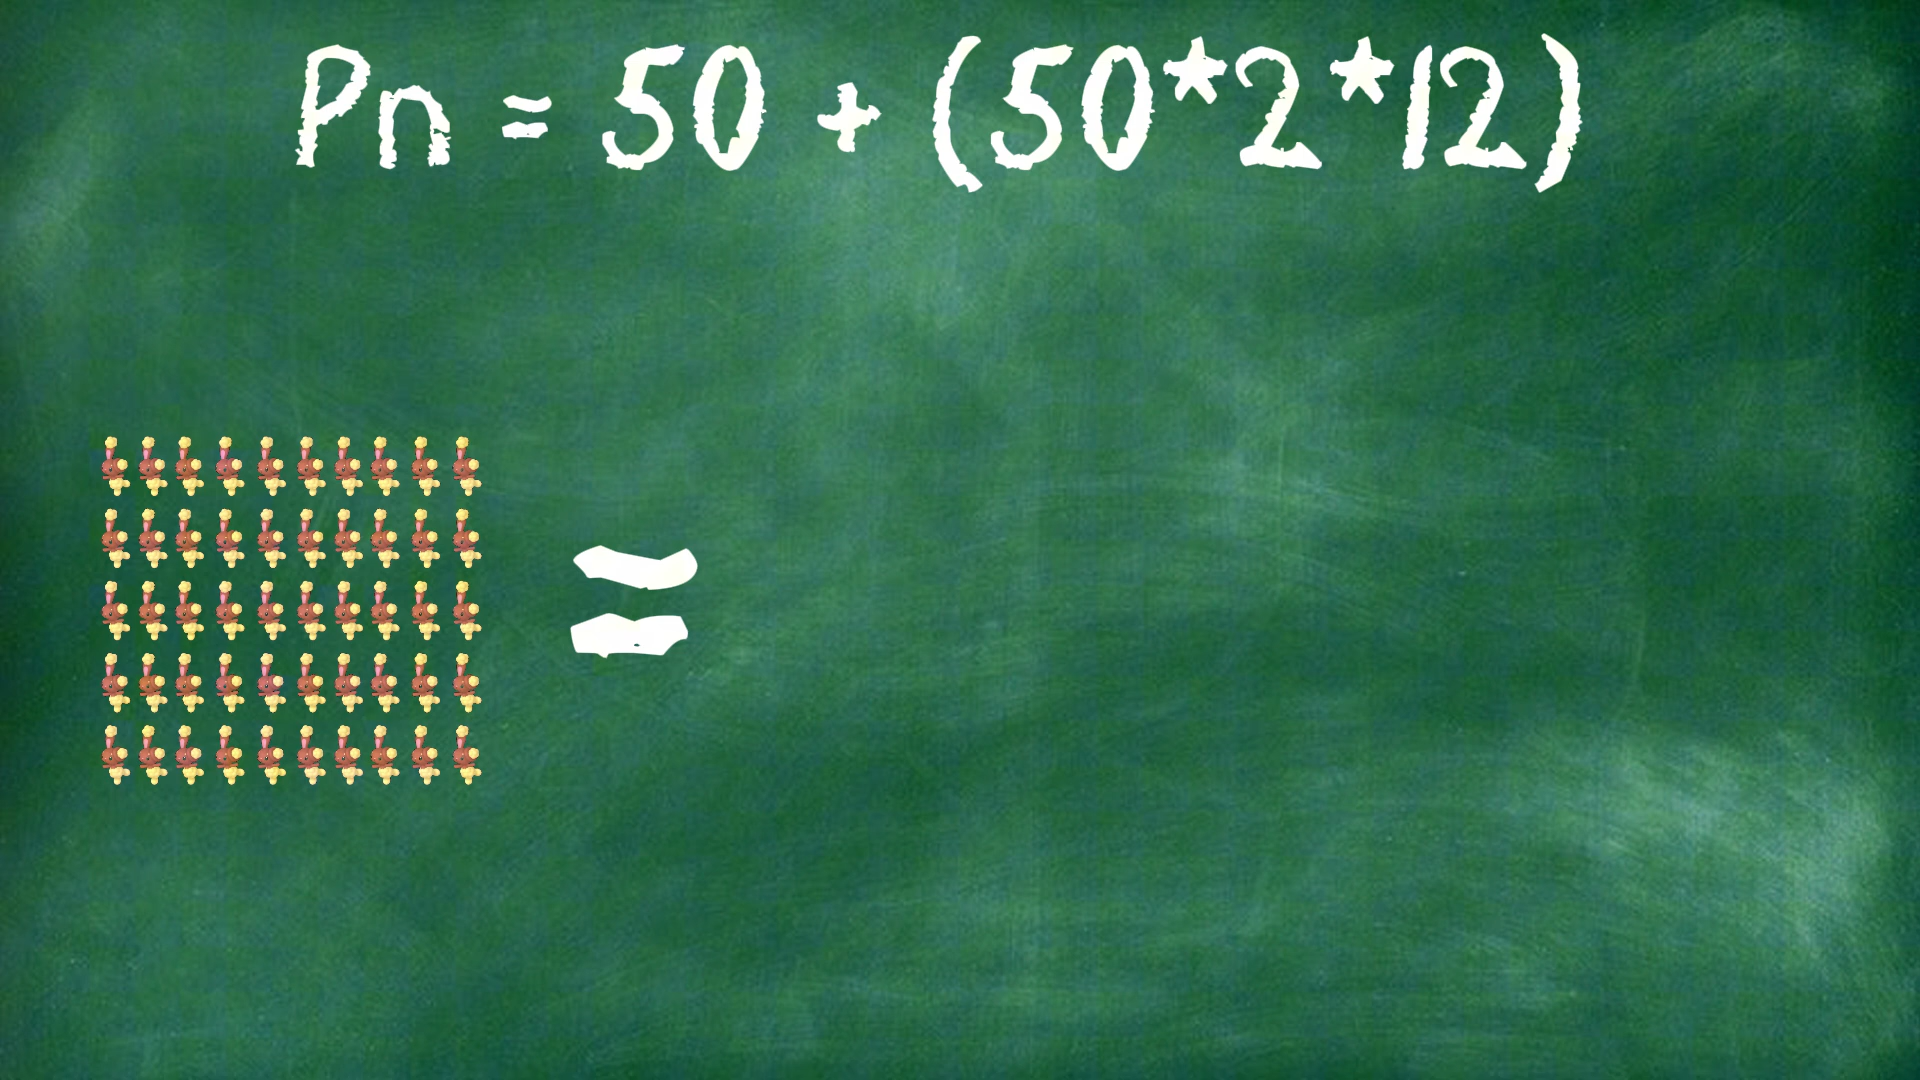 Pn = 50 + (50*2*12)
=